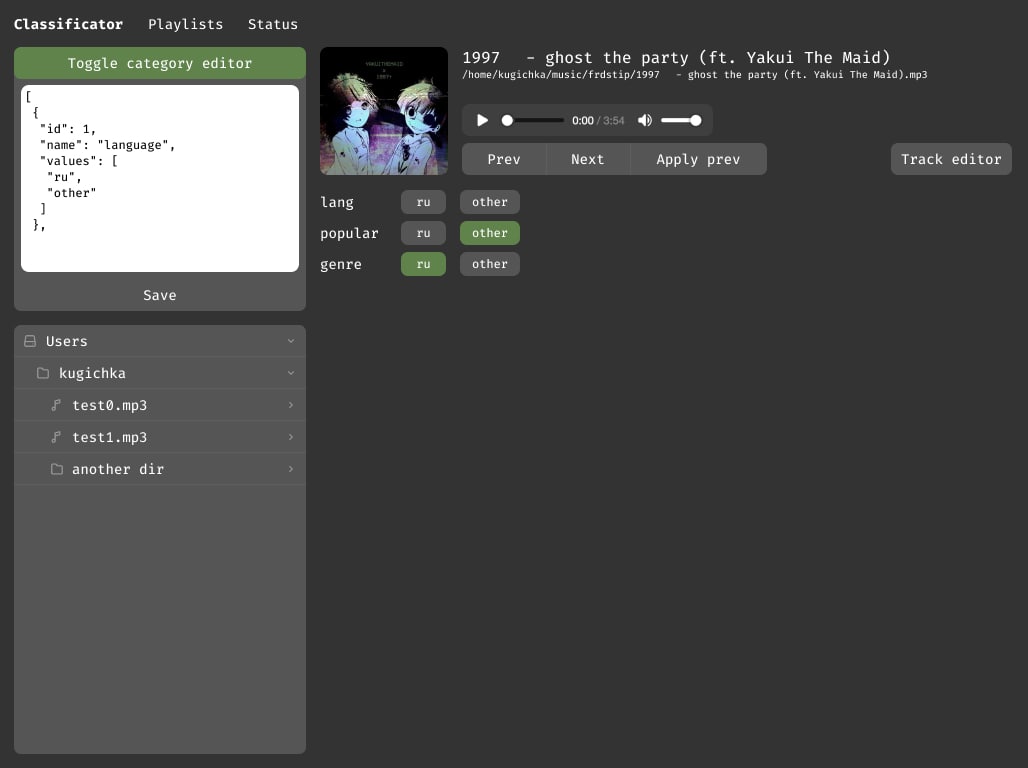 Classificator Playlists Status
Toggle category editor
[
{
"id": 1,
"name": "language",
"values": [
"ru",
"other"
]
},
Save
Users
kugichka
test0.mp3
test1.mp3
another dir
YAKUITHEMAID
X
1997+
1997 - ghost the party (ft. Yakui The Maid)
/home/kugichka/music/frdstip/1997 - ghost the party (ft. Yakui The Maid).mp3
0:00 / 3:54
Prev Next Apply prev Track editor
lang ru other
popular ru other
genre ru other